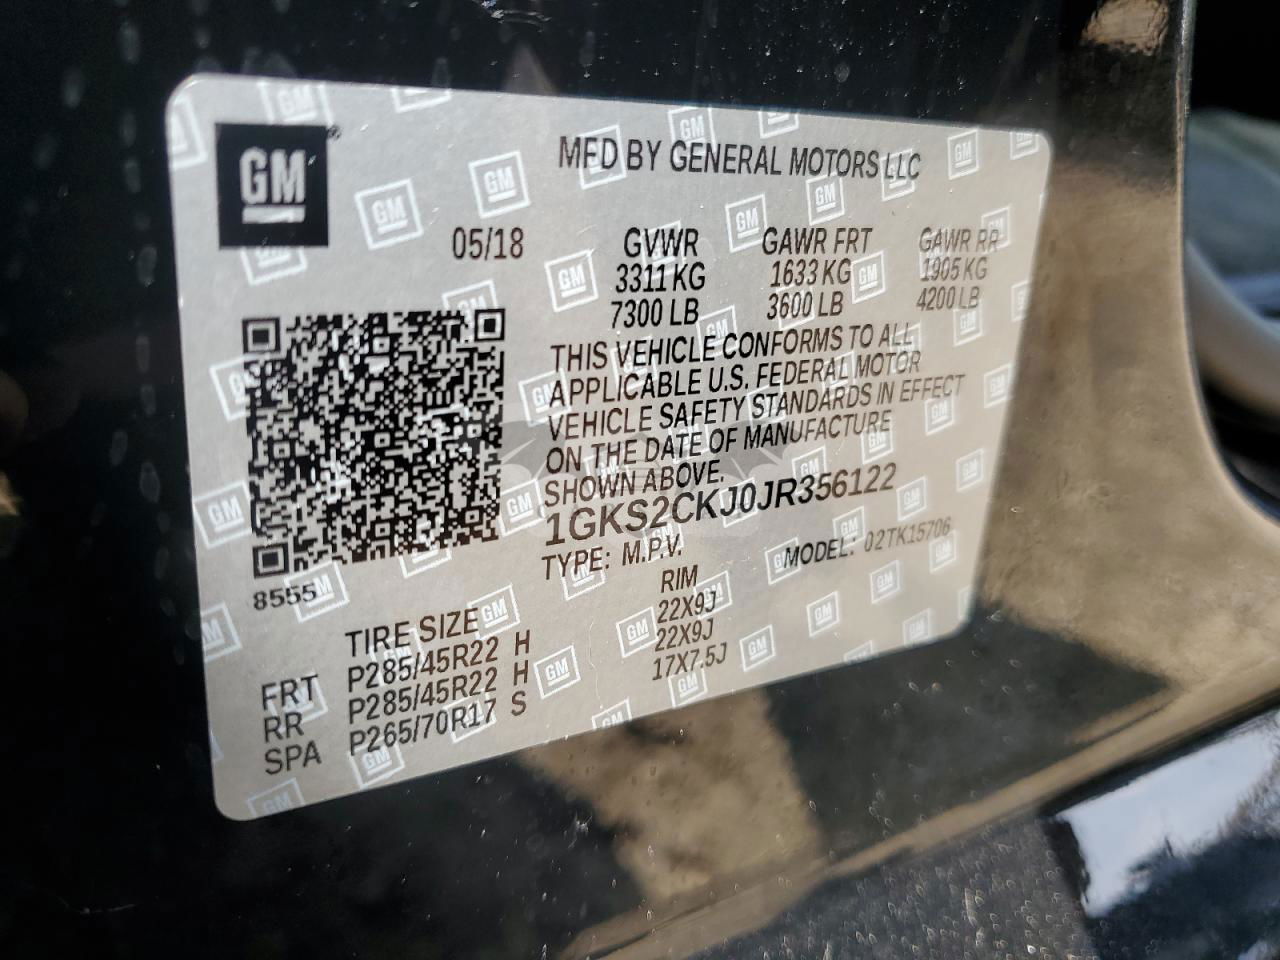 GM
MFD BY GENERAL MOTORS LLC
05/18
GVWR GAWR FRT GAWR RR
3311 KG 1633 KG 1905 KG
7300 LB 3600 LB 4200 LB
THIS VEHICLE CONFORMS TO ALL
APPLICABLE U.S. FEDERAL MOTOR
VEHICLE SAFETY STANDARDS IN EFFECT
ON THE DATE OF MANUFACTURE
SHOWN ABOVE.
1GKS2CKJ0JR356122
TYPE: M.P.V. MODEL: 02TK15706
8555
TIRE SIZE RIM
FRT P285/45R22 H 22X9J
RR P285/45R22 H 22X9J
SPA P265/70R17 S 17X7.5J